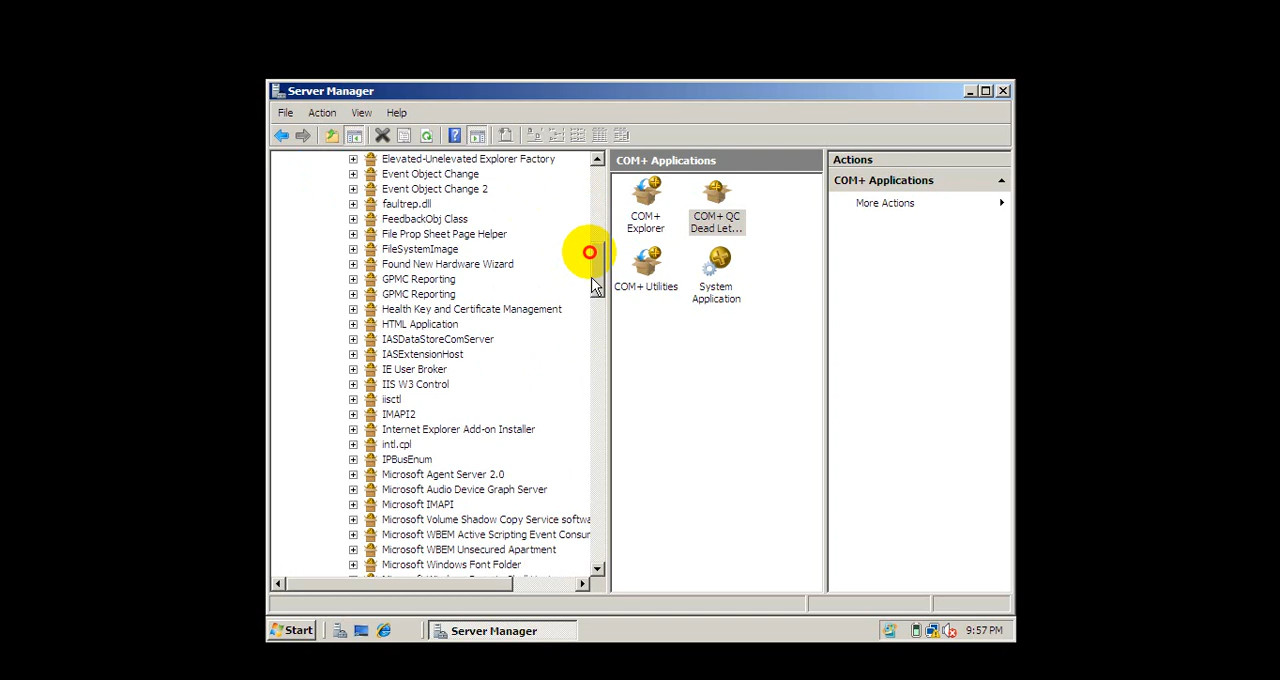 Server Manager
File Action View Help
Elevated-Unelevated Explorer Factory
Event Object Change
Event Object Change 2
faultrep.dll
FeedbackObj Class
File Prop Sheet Page Helper
FileSystemImage
Found New Hardware Wizard
GPMC Reporting
GPMC Reporting
Health Key and Certificate Management
HTML Application
IASDataStoreComServer
IASExtensionHost
IE User Broker
IIS W3 Control
iisctl
IMAPI2
Internet Explorer Add-on Installer
intl.cpl
IPBusEnum
Microsoft Agent Server 2.0
Microsoft Audio Device Graph Server
Microsoft IMAPI
Microsoft Volume Shadow Copy Service softwa
Microsoft WBEM Active Scripting Event Consur
Microsoft WBEM Unsecured Apartment
Microsoft Windows Font Folder
COM+ Applications
COM+
Explorer
COM+ QC
Dead Let...
COM+ Utilities
System
Application
Actions
COM+ Applications
More Actions
Start
Server Manager
9:57 PM